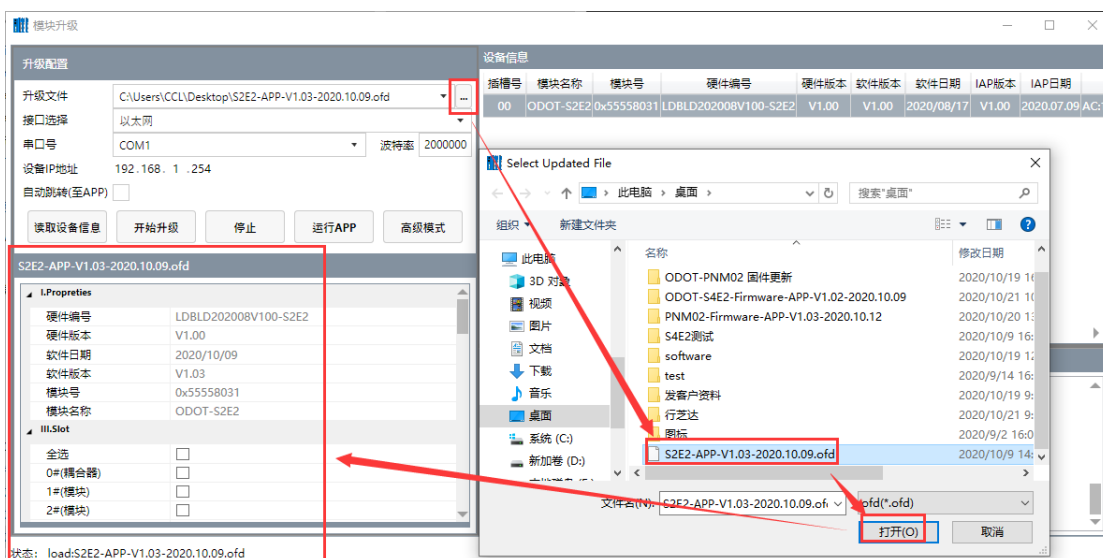 模块升级
升级配置
升级文件
C:\Users\CCL\Desktop\S2E2-APP-V1.03-2020.10.09.ofd
...
接口选择
以太网
串口号
COM1
波特率
2000000
设备IP地址
192.168. 1 .254
自动跳转(至APP)
读取设备信息
开始升级
停止
运行APP
高级模式
S2E2-APP-V1.03-2020.10.09.ofd
I.Propreties
硬件编号 LDBLD202008V100-S2E2
硬件版本 V1.00
软件日期 2020/10/09
软件版本 V1.03
模块号 0x55558031
模块名称 ODOT-S2E2
III.Slot
全选
0#(耦合器)
1#(模块)
2#(模块)
状态: load:S2E2-APP-V1.03-2020.10.09.ofd
设备信息
插槽号 模块名称 模块号 硬件编号 硬件版本 软件版本 软件日期 IAP版本 IAP日期
00 ODOT-S2E2 0x55558031 LDBLD202008V100-S2E2 V1.00 V1.00 2020/08/17 V1.00 2020.07.09 AC:
Select Updated File
此电脑 › 桌面 ›
搜索"桌面"
组织
新建文件夹
此电脑
3D 对象
视频
图片
文档
下载
音乐
桌面
系统 (C:)
新加卷 (D:)
名称 修改日期
ODOT-PNM02 固件更新 2020/10/19 16
ODOT-S4E2-Firmware-APP-V1.02-2020.10.09 2020/10/21 10
PNM02-Firmware-APP-V1.03-2020.10.12 2020/10/20 13
S4E2测试 2020/10/9 16:
software 2020/10/19 12
test 2020/9/14 16:
发客户资料 2020/10/19 9:
行芝达 2020/10/21 9:
图标 2020/9/2 16:0
S2E2-APP-V1.03-2020.10.09.ofd 2020/10/9 14:
文件名(N): S2E2-APP-V1.03-2020.10.09.ofd
ofd(*.ofd)
打开(O)
取消